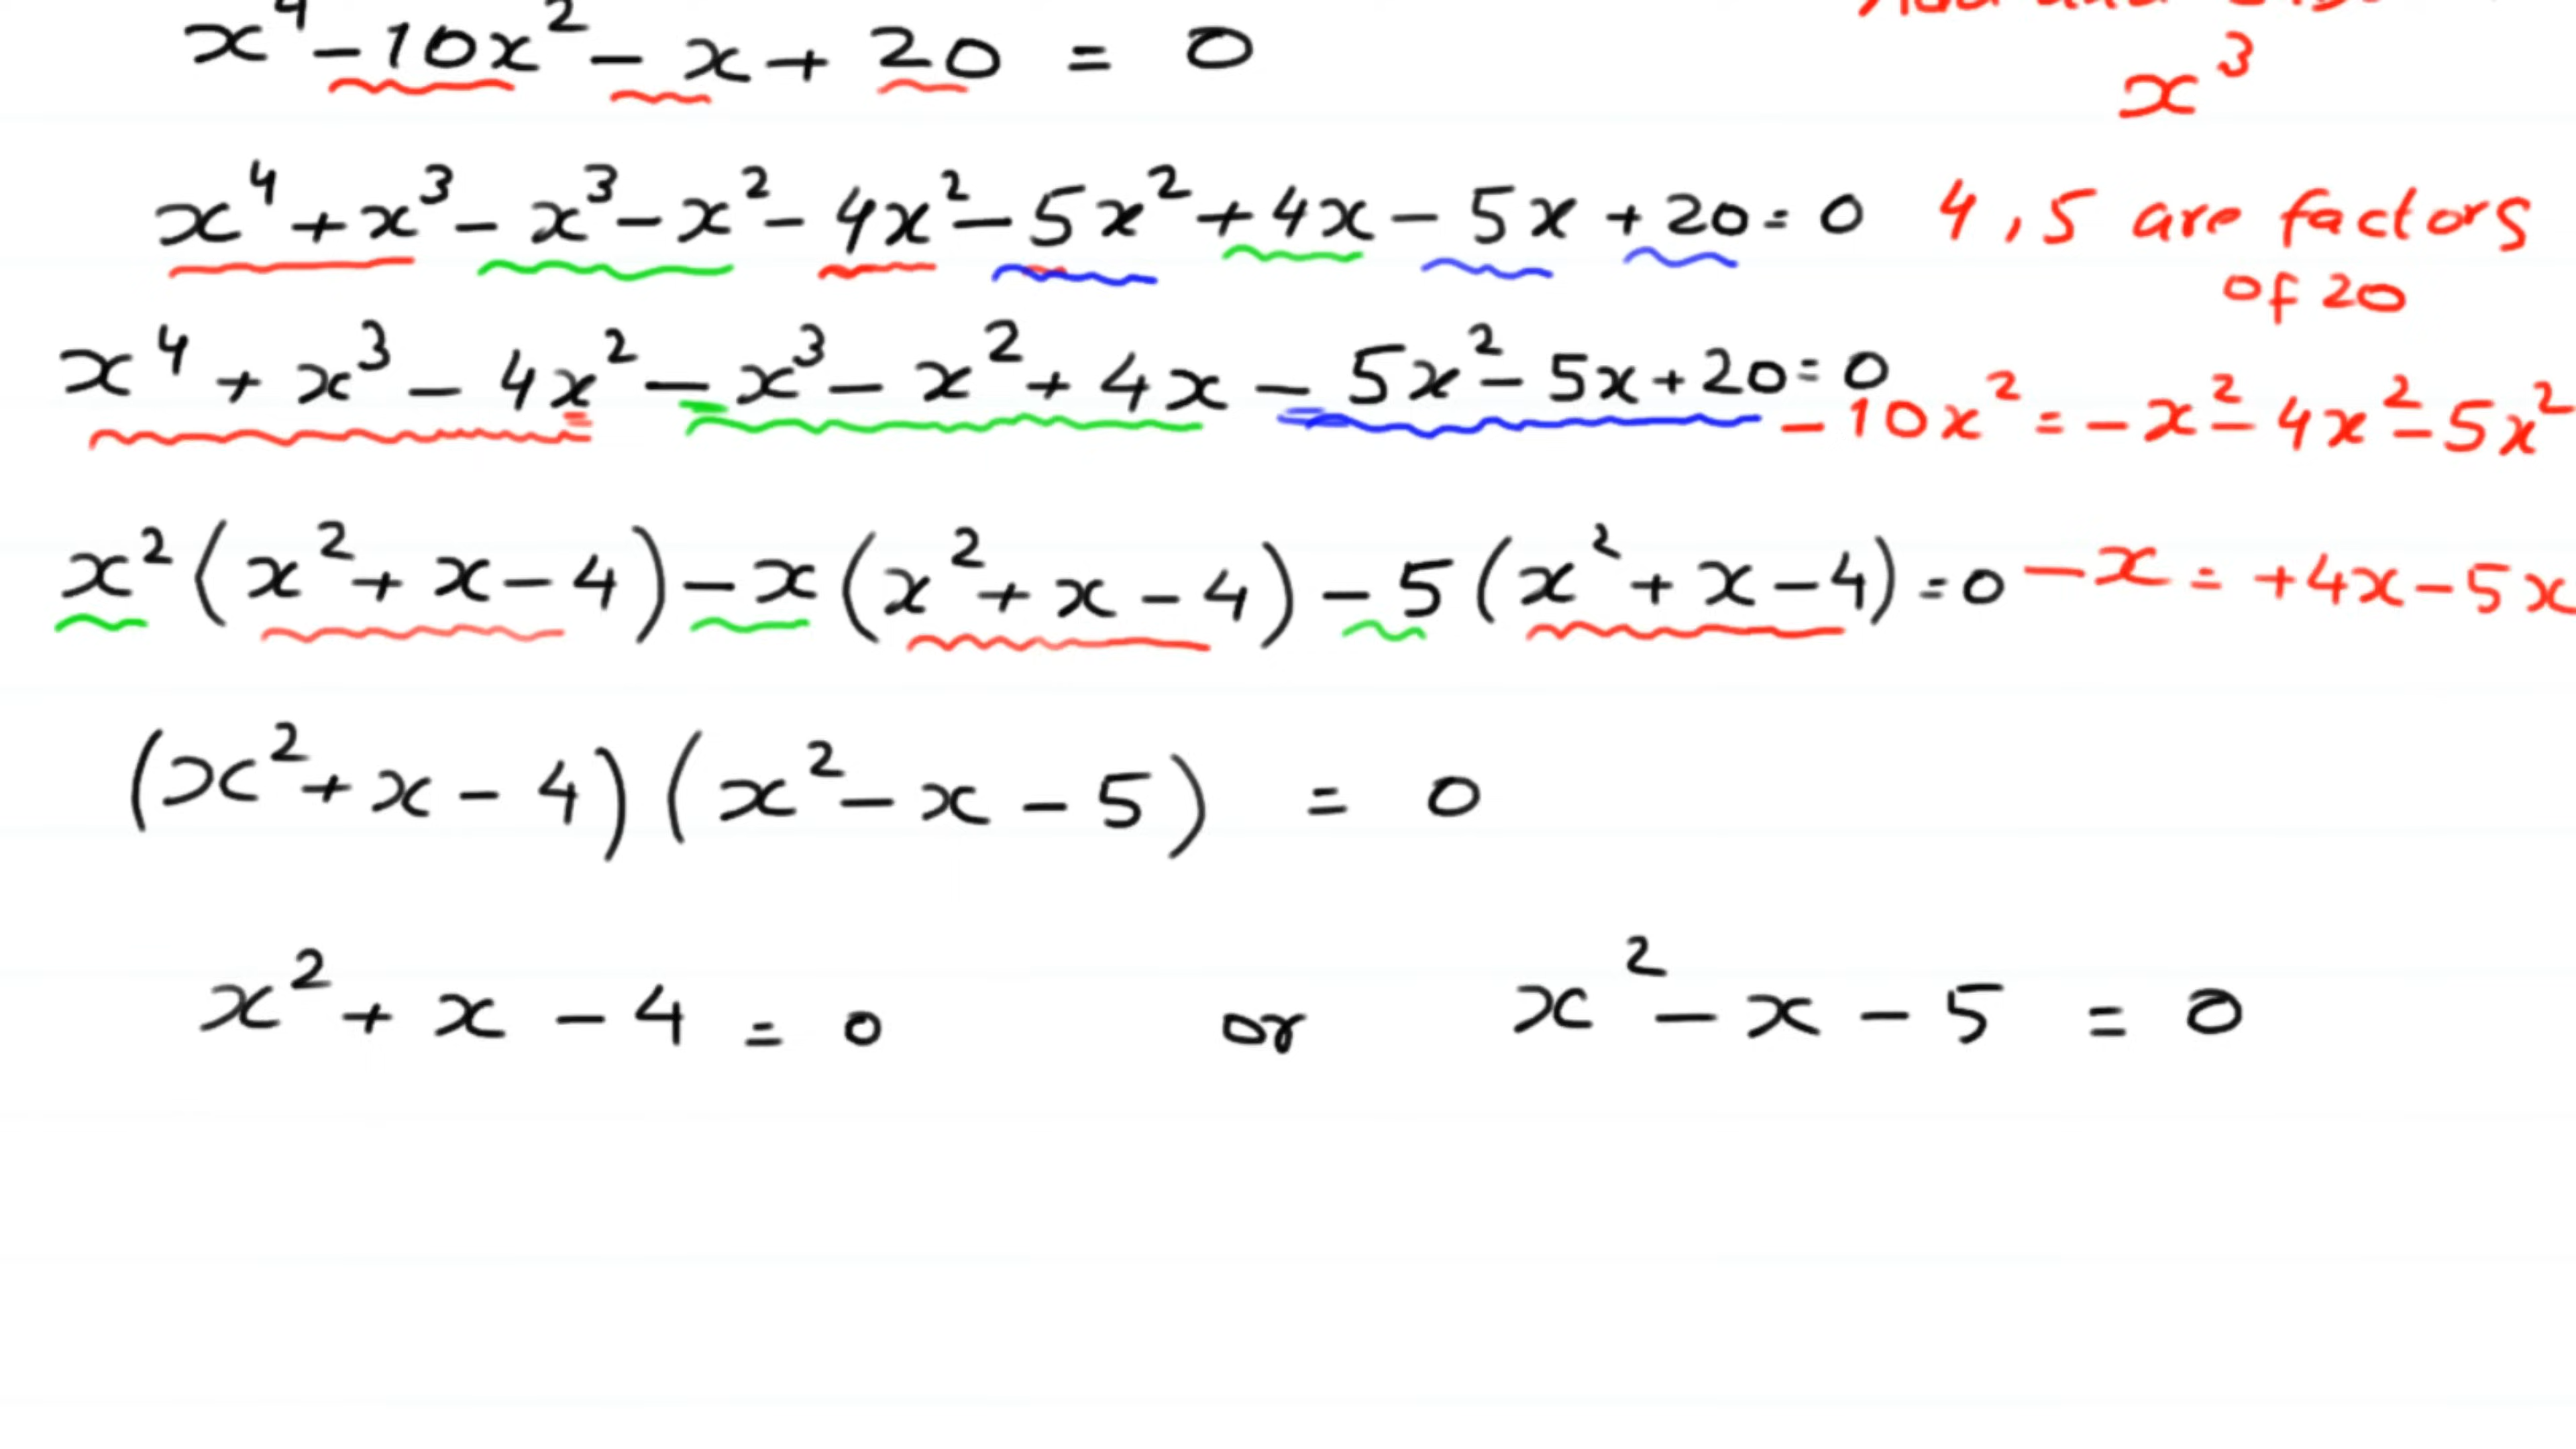 x⁴ - 10x² - x + 20 = 0
x³
x⁴ + x³ - x³ - x² - 4x² - 5x² + 4x - 5x + 20 = 0
4, 5 are factors
of 20
x⁴ + x³ - 4x² - x³ - x² + 4x - 5x² - 5x + 20 = 0
-10x² = -x² - 4x² - 5x²
x² (x² + x - 4) - x (x² + x - 4) - 5 (x² + x - 4) = 0
-x = +4x - 5x
(x² + x - 4) (x² - x - 5) = 0
x² + x - 4 = 0 or x² - x - 5 = 0